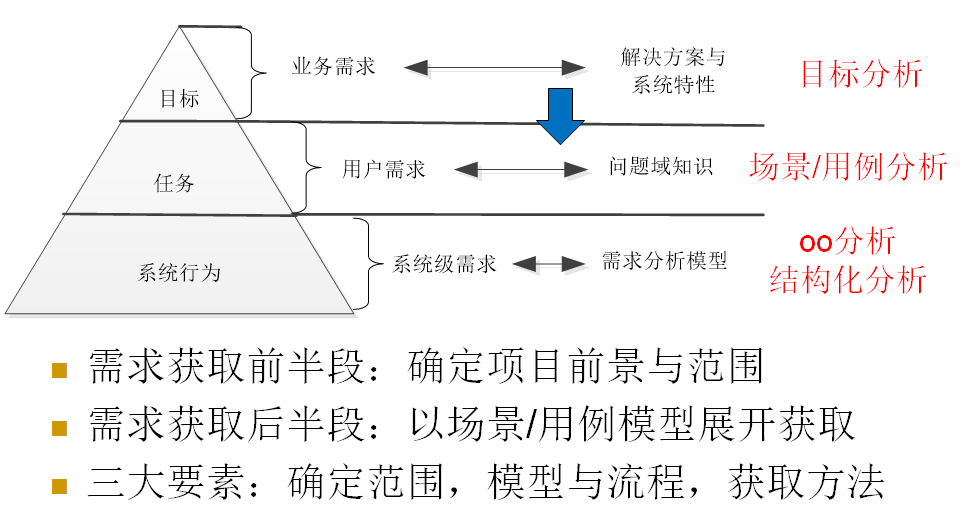 目标
业务需求
解决方案与
系统特性
目标分析
任务
用户需求
问题域知识
场景/用例分析
系统行为
系统级需求
需求分析模型
oo分析
结构化分析
需求获取前半段：确定项目前景与范围
需求获取后半段：以场景/用例模型展开获取
三大要素：确定范围，模型与流程，获取方法